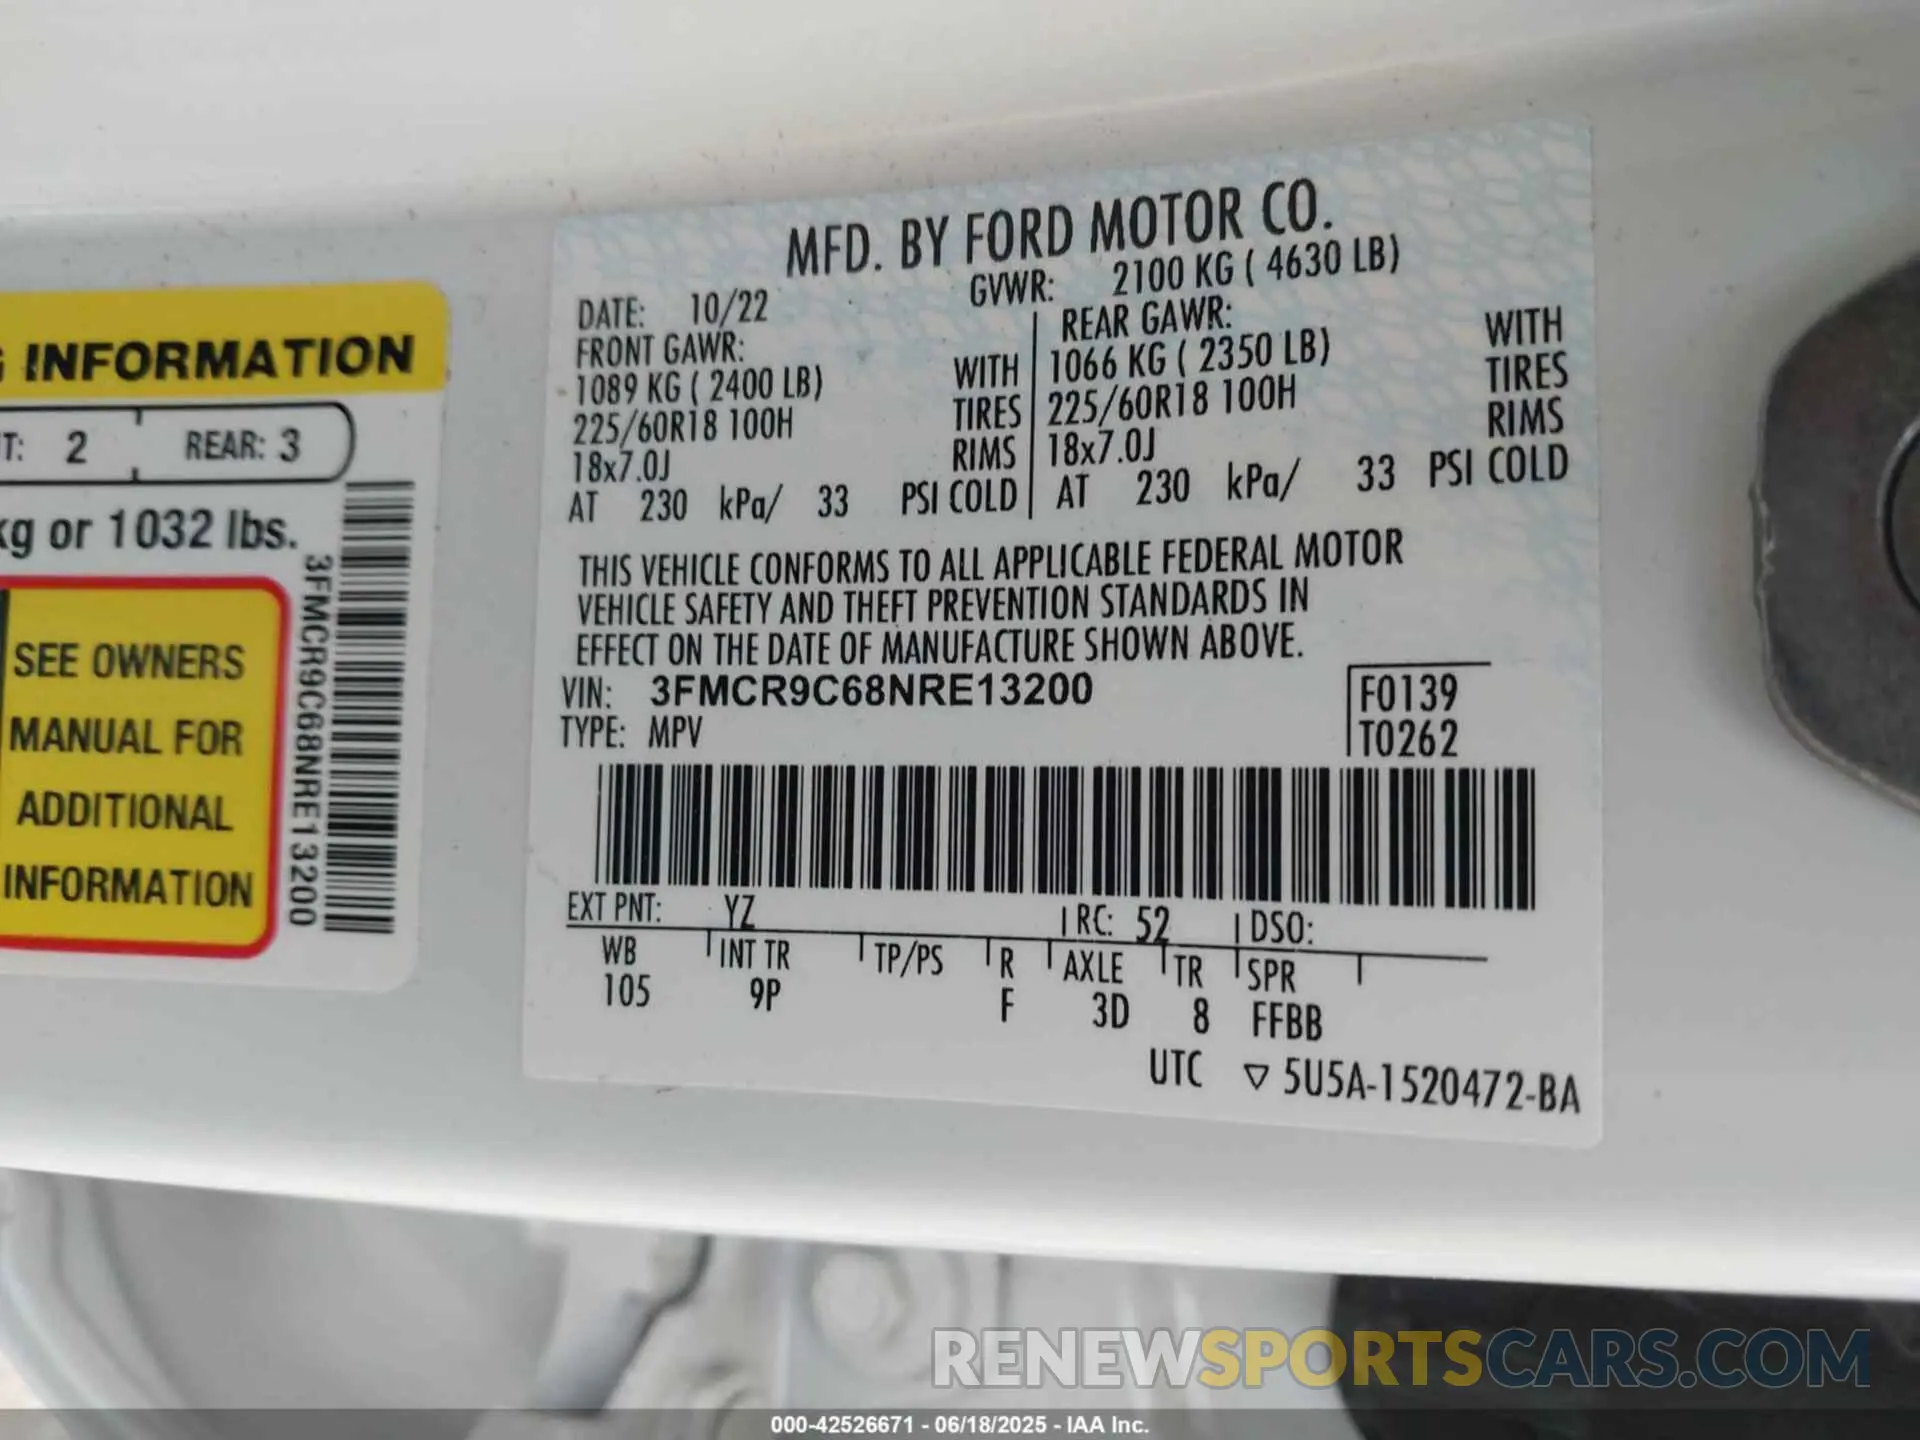 G INFORMATION
T: 2 REAR: 3
kg or 1032 lbs.
SEE OWNERS
MANUAL FOR
ADDITIONAL
INFORMATION
3FMCR9C68NRE13200
MFD. BY FORD MOTOR CO.
DATE: 10/22 GVWR: 2100 KG ( 4630 LB)
FRONT GAWR: REAR GAWR:
1089 KG ( 2400 LB) WITH 1066 KG ( 2350 LB) WITH
225/60R18 100H TIRES 225/60R18 100H TIRES
18x7.0J RIMS 18x7.0J RIMS
AT 230 kPa/ 33 PSI COLD AT 230 kPa/ 33 PSI COLD
THIS VEHICLE CONFORMS TO ALL APPLICABLE FEDERAL MOTOR
VEHICLE SAFETY AND THEFT PREVENTION STANDARDS IN
EFFECT ON THE DATE OF MANUFACTURE SHOWN ABOVE.
VIN: 3FMCR9C68NRE13200 F0139
TYPE: MPV T0262
EXT PNT: YZ RC: 52 DSO:
WB INT TR TP/PS R AXLE TR SPR
105 9P F 3D 8 FFBB
UTC ▽ 5U5A-1520472-BA
RENEWSPORTSCARS.COM
000-42526671 - 06/18/2025 - IAA Inc.